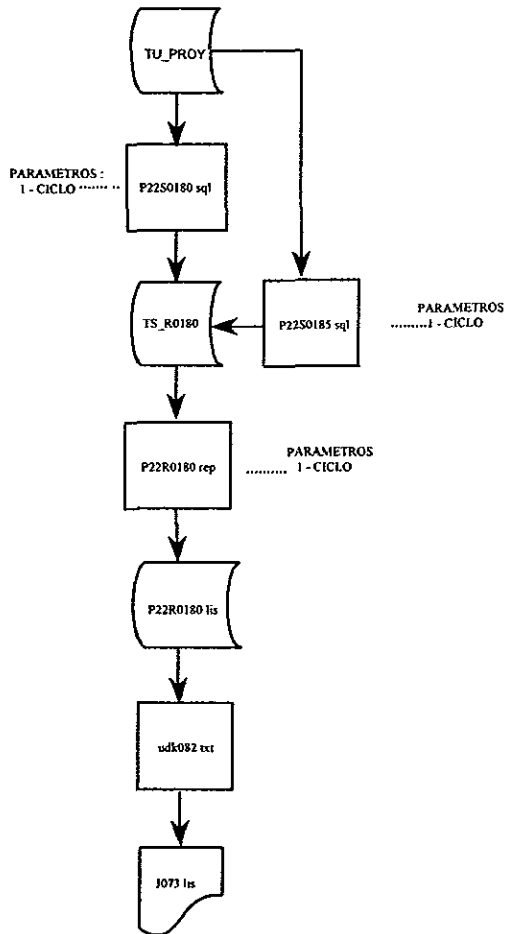 TU_PROY
PARAMETROS :
1 - CICLO ........
P22S0180 sql
TS_R0180
P22S0185 sql
PARAMETROS
.........1 - CICLO
P22R0180 rep
PARAMETROS
.......... 1 - CICLO
P22R0180 lis
udk082 txt
J073 lis